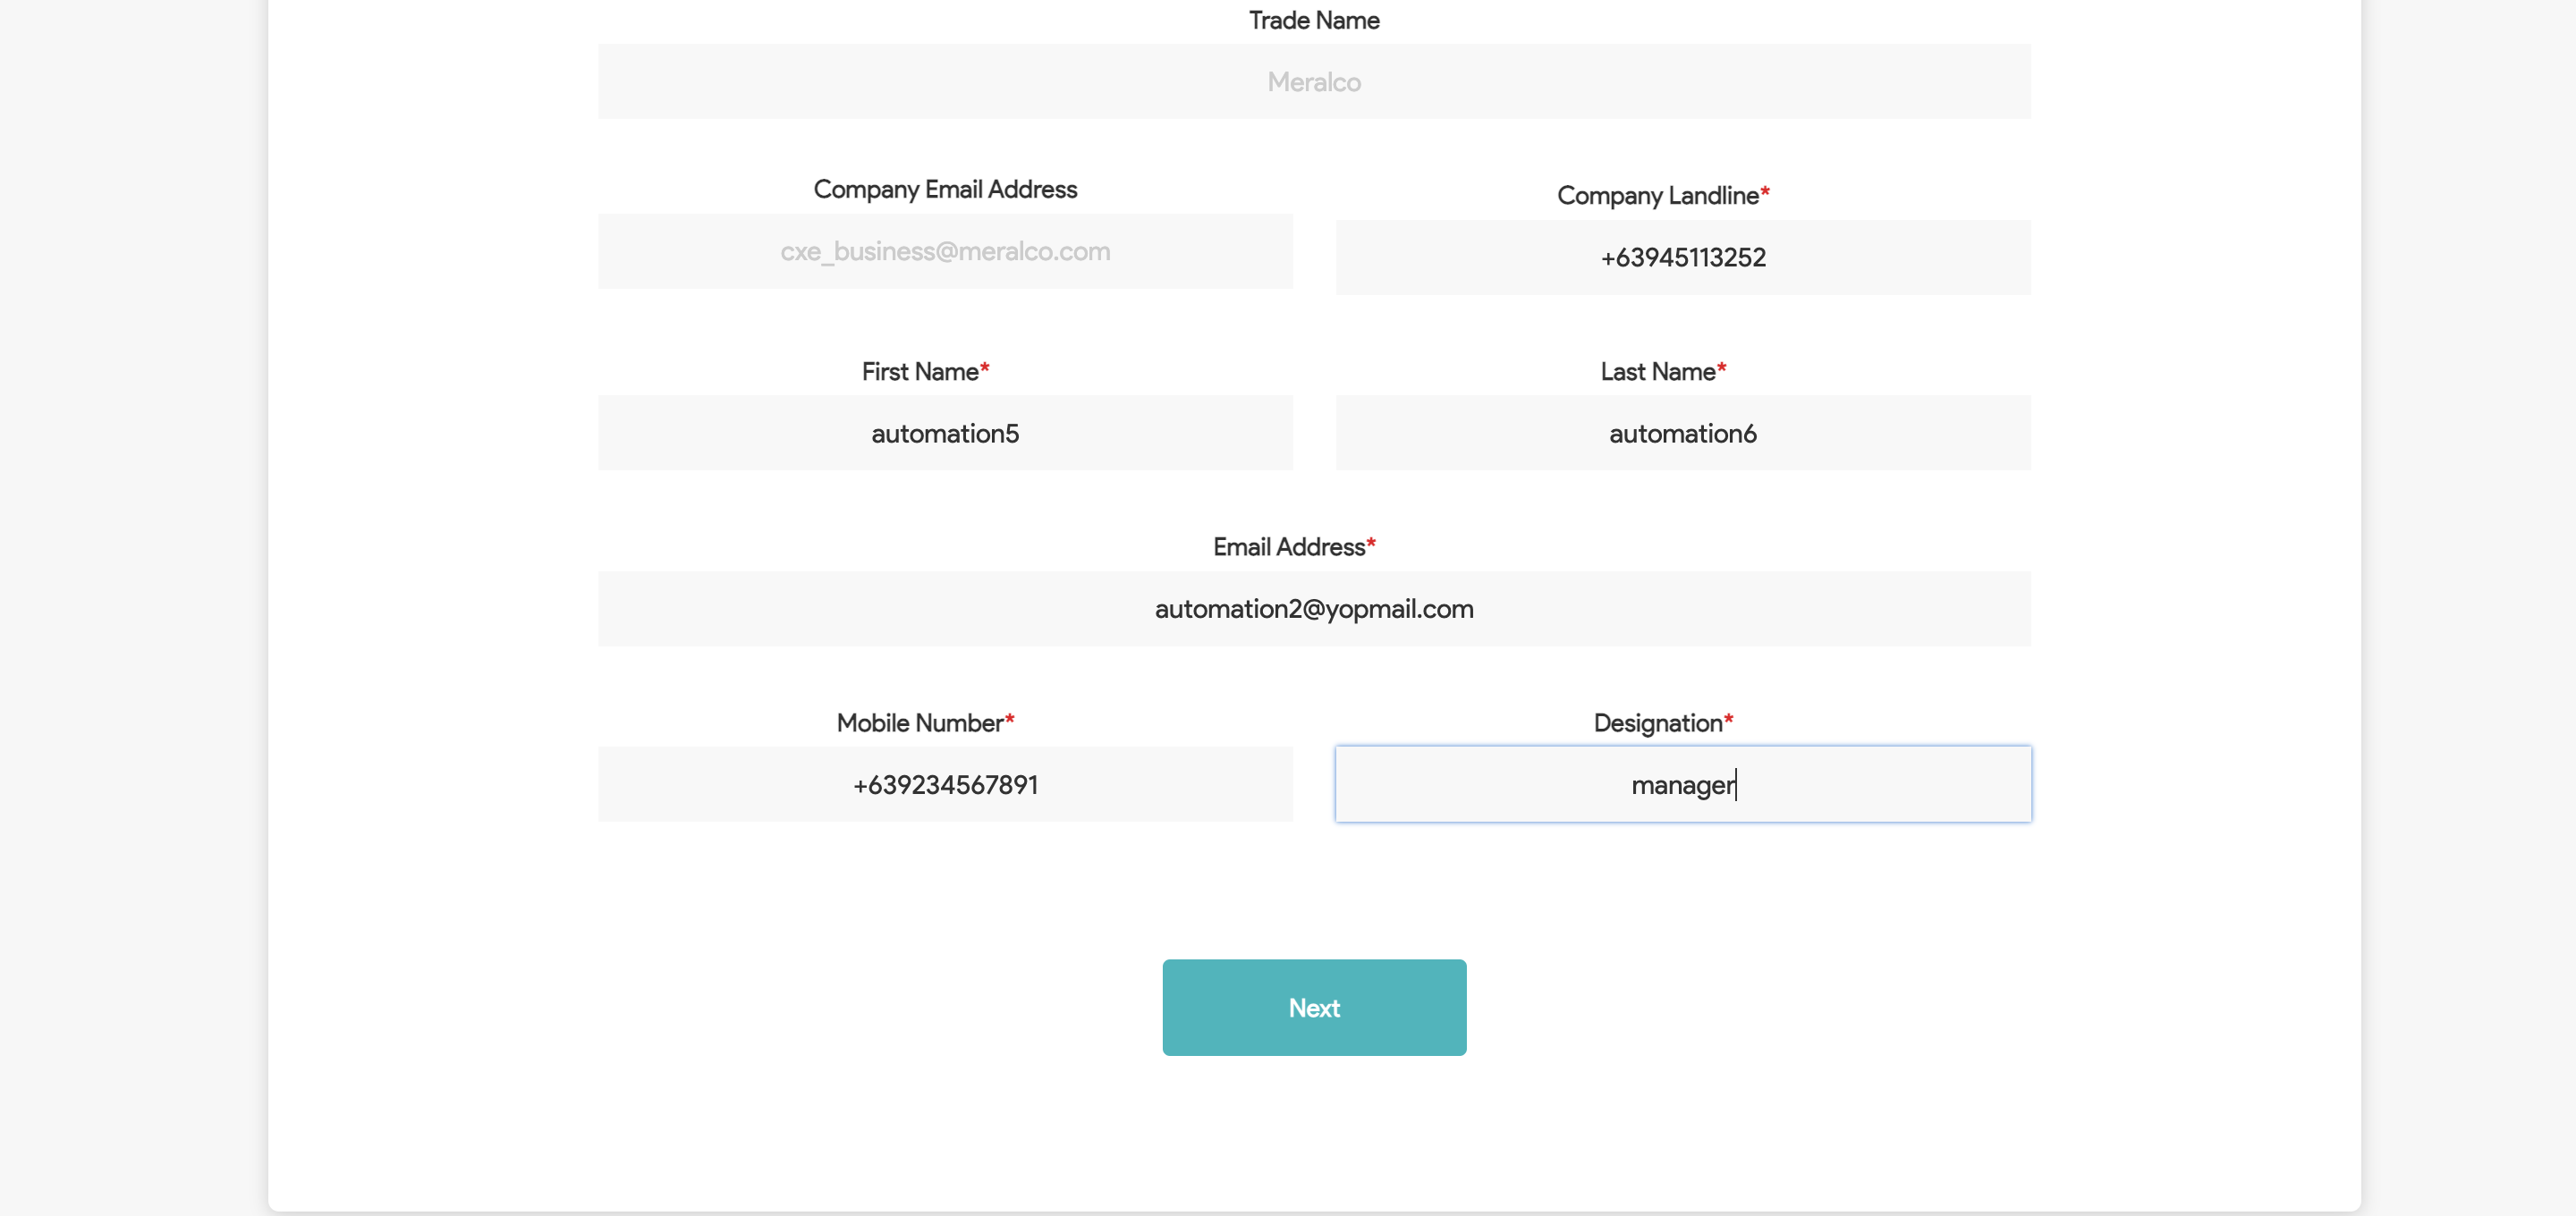 Trade Name
Meralco
Company Email Address
Company Landline*
cxe_business@meralco.com
+63945113252
First Name*
Last Name*
automation5
automation6
Email Address*
automation2@yopmail.com
Mobile Number*
Designation*
+639234567891
manager
Next